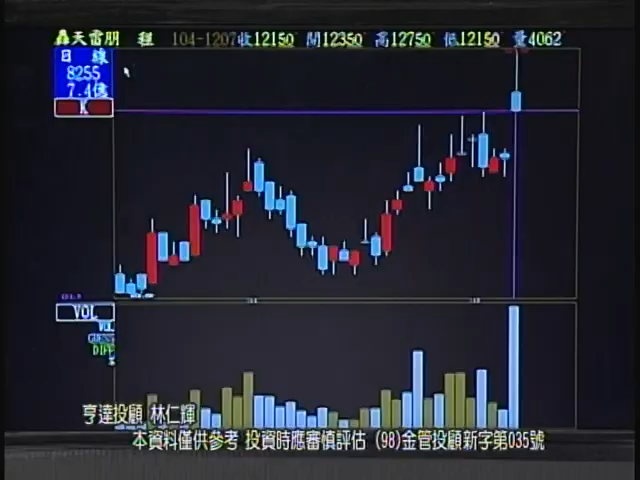 轟天雷朋 租 104-1207收12150 開12350 高12750 低12150 量4062
日 線
8255
7.4億
K
VOL
VOL
DIFF
亨達投顧 林仁輝
本資料僅供參考 投資時應審慎評估 (98)金管投顧新字第035號